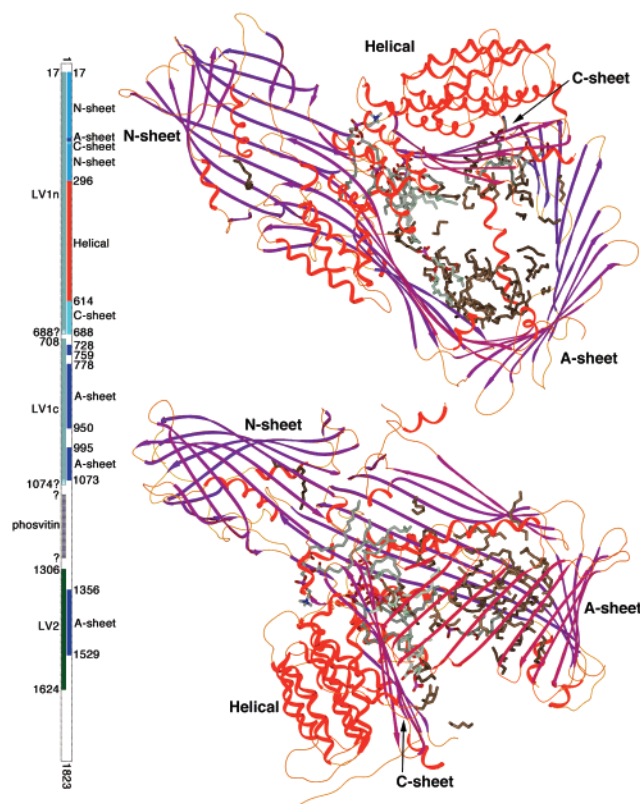 1
17 17
N-sheet
A-sheet
C-sheet
N-sheet
296
LV1n
Helical
614
C-sheet
688? 688
708
728
759
778
A-sheet
LV1c
950
995
A-sheet
1073
1074?
?
phosvitin
?
1306
1356
LV2
A-sheet
1529
1624
1823
Helical
C-sheet
N-sheet
A-sheet
N-sheet
A-sheet
Helical
C-sheet